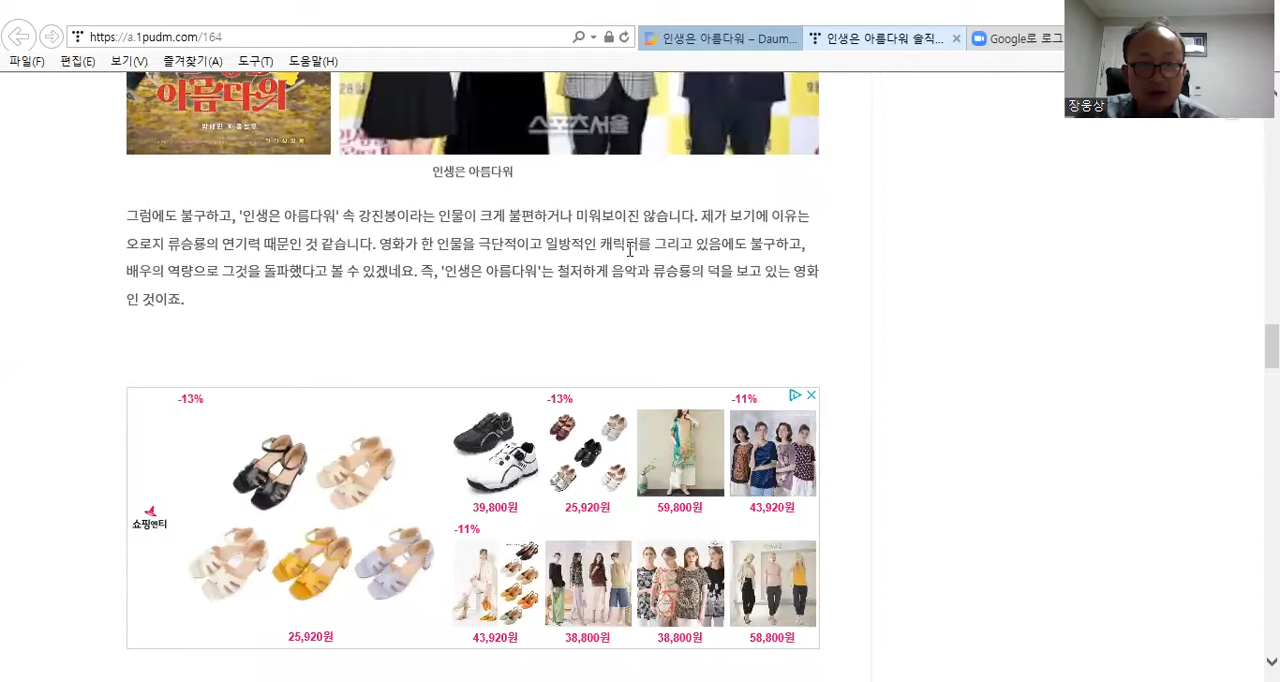 https://a.1pudm.com/164
인생은 아름다워 – Daum...
인생은 아름다워 솔직...
Google로 로그
파일(F)
편집(E)
보기(V)
즐겨찾기(A)
도구(T)
도움말(H)
장웅상
아름다워
스포츠서울
인생은 아름다워
그럼에도 불구하고, '인생은 아름다워' 속 강진봉이라는 인물이 크게 불편하거나 미워보이진 않습니다. 제가 보기에 이유는
오로지 류승룡의 연기력 때문인 것 같습니다. 영화가 한 인물을 극단적이고 일방적인 캐릭터를 그리고 있음에도 불구하고,
배우의 역량으로 그것을 돌파했다고 볼 수 있겠네요. 즉, '인생은 아름다워'는 철저하게 음악과 류승룡의 덕을 보고 있는 영화
인 것이죠.
-13%
-13%
-11%
39,800원
25,920원
59,800원
43,920원
쇼핑엔티
-11%
25,920원
43,920원
38,800원
38,800원
58,800원